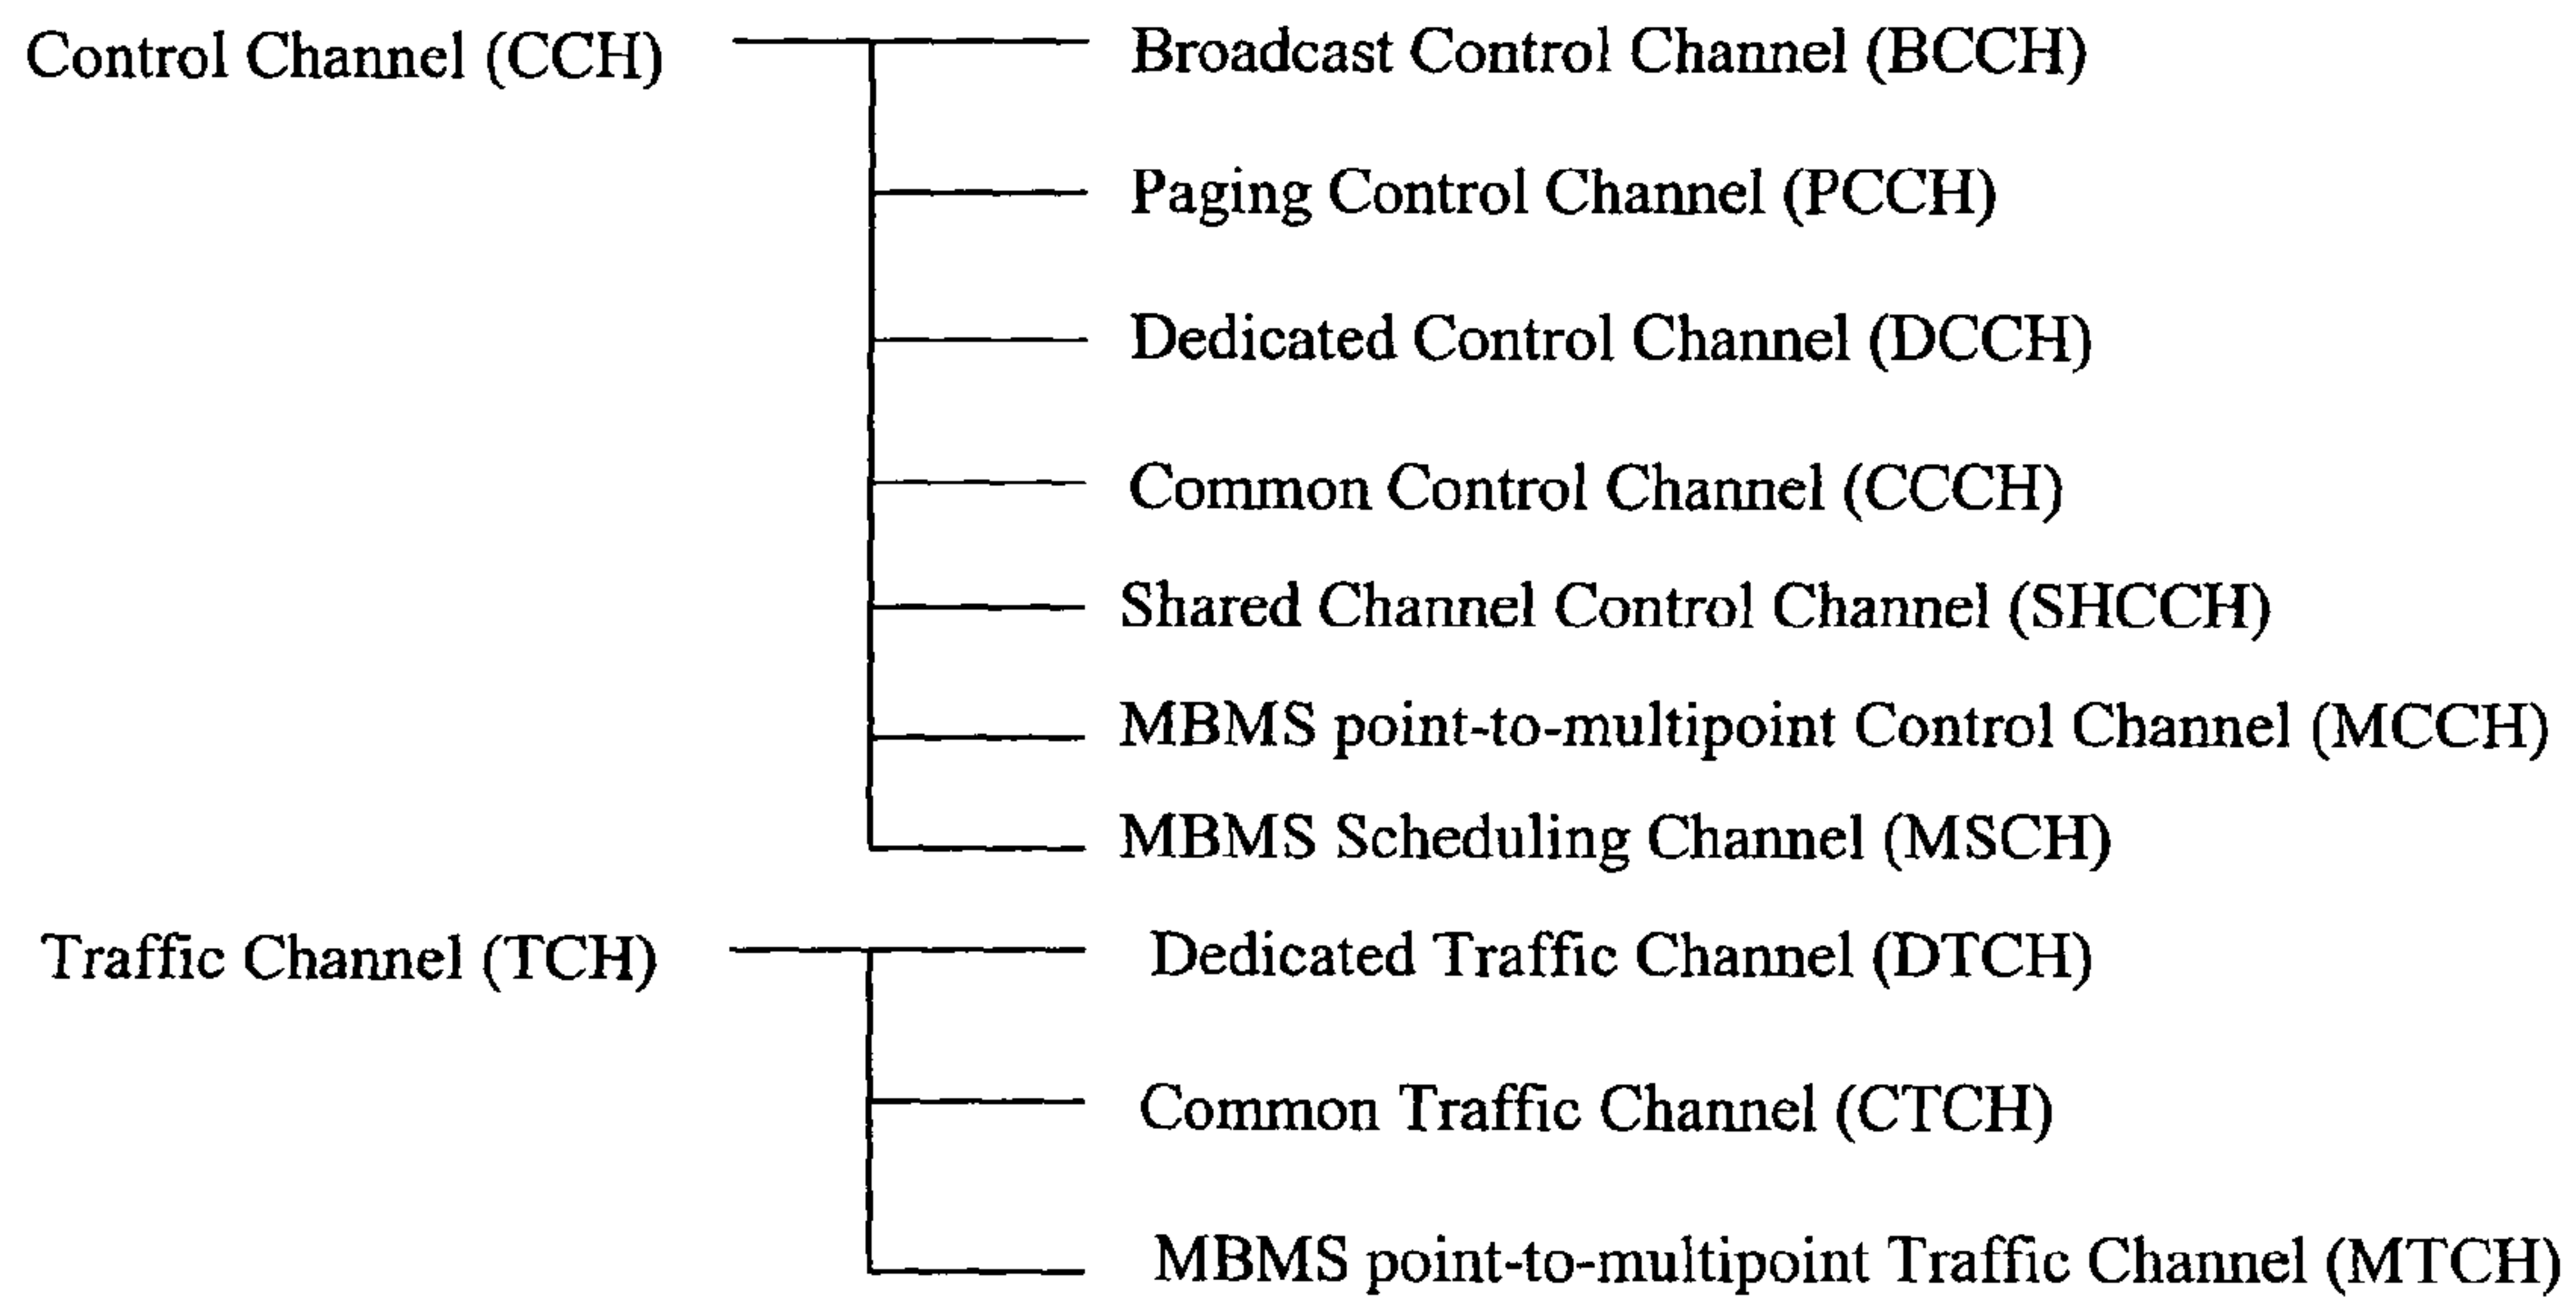 Control Channel (CCH)
Broadcast Control Channel (BCCH)
Paging Control Channel (PCCH)
Dedicated Control Channel (DCCH)
Common Control Channel (CCCH)
Shared Channel Control Channel (SHCCH)
MBMS point-to-multipoint Control Channel (MCCH)
MBMS Scheduling Channel (MSCH)
Traffic Channel (TCH)
Dedicated Traffic Channel (DTCH)
Common Traffic Channel (CTCH)
MBMS point-to-multipoint Traffic Channel (MTCH)